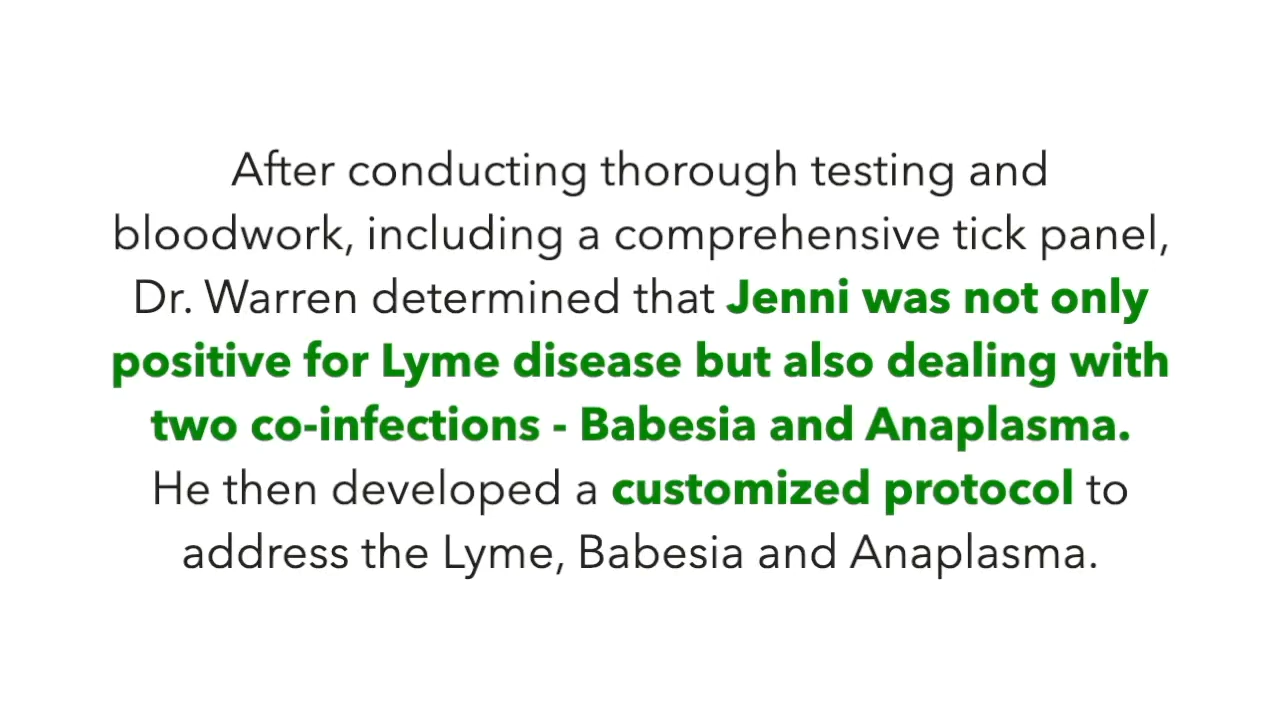 After conducting thorough testing and
bloodwork, including a comprehensive tick panel,
Dr. Warren determined that Jenni was not only
positive for Lyme disease but also dealing with
two co-infections - Babesia and Anaplasma.
He then developed a customized protocol to
address the Lyme, Babesia and Anaplasma.